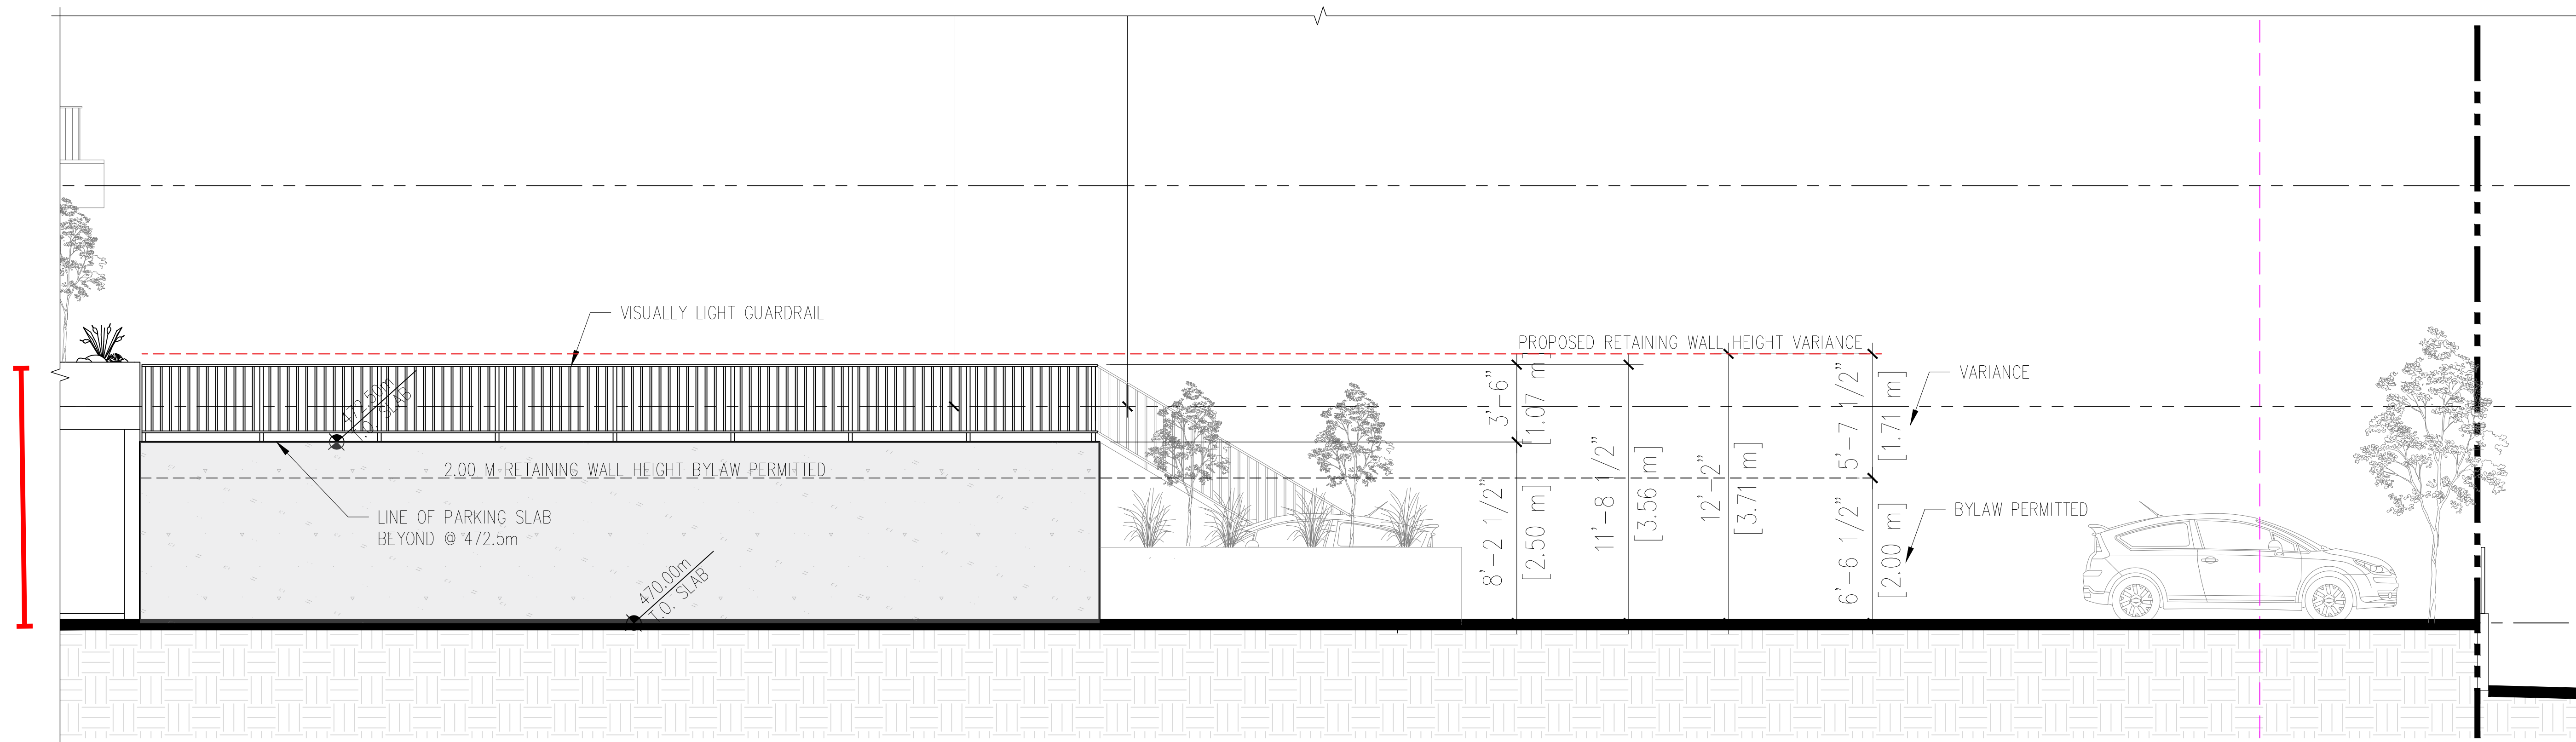 VISUALLY LIGHT GUARDRAIL
PROPOSED RETAINING WALL HEIGHT VARIANCE
VARIANCE
3'-6"
[1.07 m]
5'-7 1/2"
[1.71 m]
472.50m
T.O. SLAB
2.00 M RETAINING WALL HEIGHT BYLAW PERMITTED
11'-8 1/2"
[3.56 m]
12'-2"
[3.71 m]
LINE OF PARKING SLAB
BEYOND @ 472.5m
8'-2 1/2"
[2.50 m]
6'-6 1/2"
[2.00 m]
BYLAW PERMITTED
470.00m
T.O. SLAB